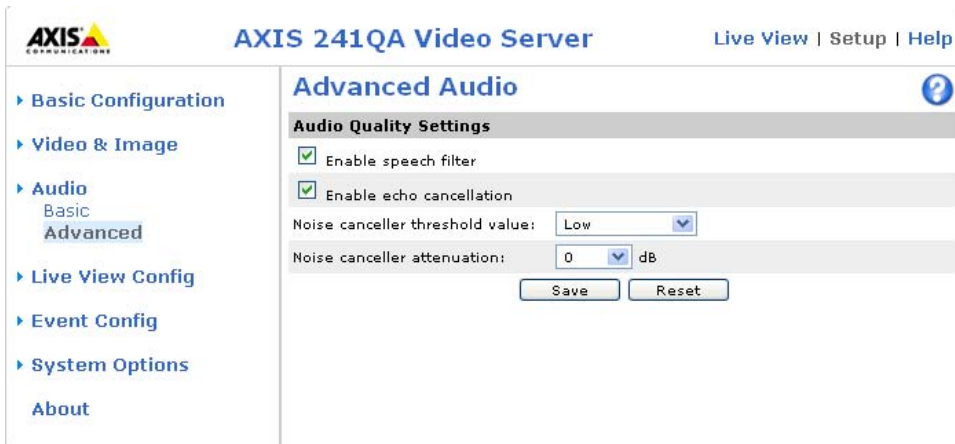 AXIS
COMMUNICATIONS
AXIS 241QA Video Server
Live View | Setup | Help
Basic Configuration
Video & Image
Audio
Basic
Advanced
Live View Config
Event Config
System Options
About
Advanced Audio
?
Audio Quality Settings
Enable speech filter
Enable echo cancellation
Noise canceller threshold value: Low
Noise canceller attenuation: 0 dB
Save Reset